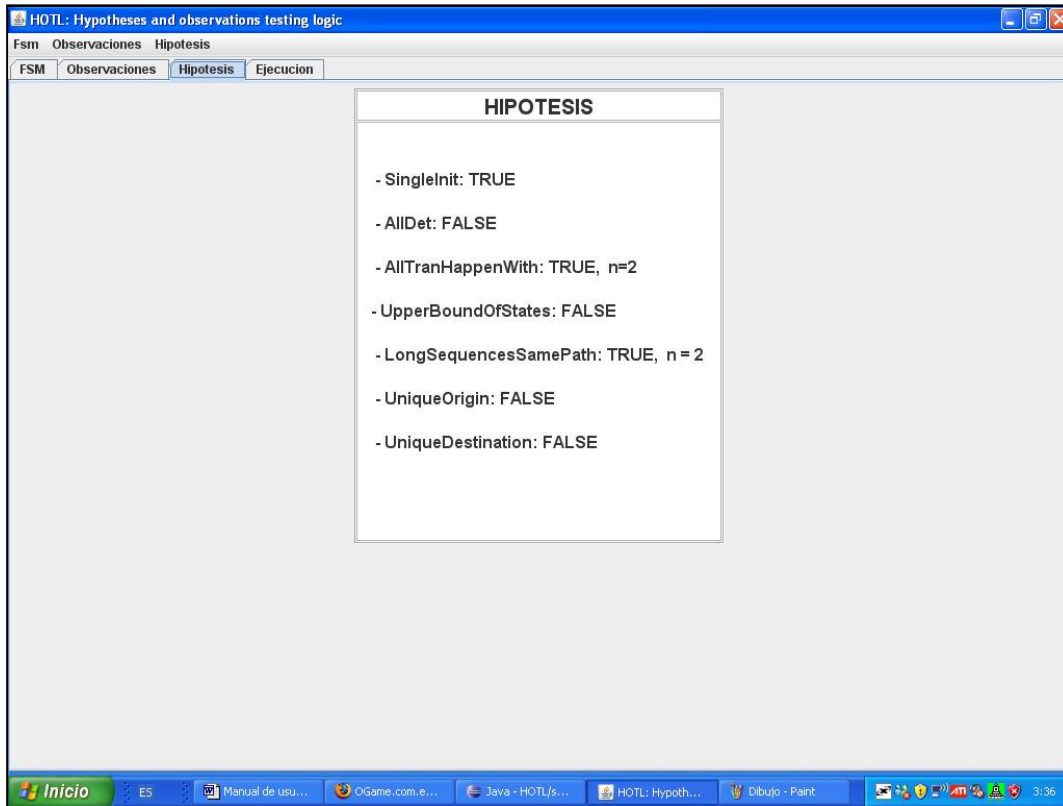 HOTL: Hypotheses and observations testing logic
Fsm Observaciones Hipotesis
FSM Observaciones Hipotesis Ejecucion
HIPOTESIS
- SingleInit: TRUE
- AllDet: FALSE
- AllTranHappenWith: TRUE, n=2
- UpperBoundOfStates: FALSE
- LongSequencesSamePath: TRUE, n = 2
- UniqueOrigin: FALSE
- UniqueDestination: FALSE
Inicio ES Manual de usu... OGame.com.e... Java - HOTL/s... HOTL: Hypoth... Dibujo - Paint 3:36